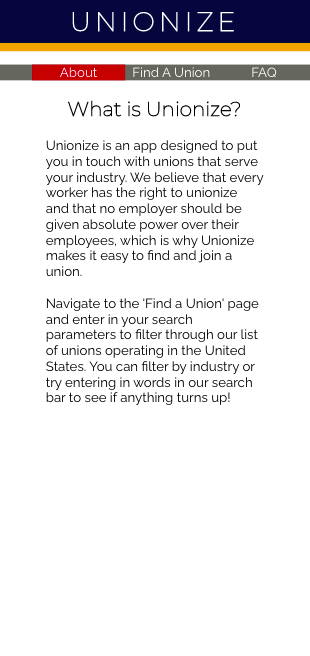 UNIONIZE
About Find A Union FAQ
What is Unionize?
Unionize is an app designed to put
you in touch with unions that serve
your industry. We believe that every
worker has the right to unionize
and that no employer should be
given absolute power over their
employees, which is why Unionize
makes it easy to find and join a
union.
Navigate to the 'Find a Union' page
and enter in your search
parameters to filter through our list
of unions operating in the United
States. You can filter by industry or
try entering in words in our search
bar to see if anything turns up!